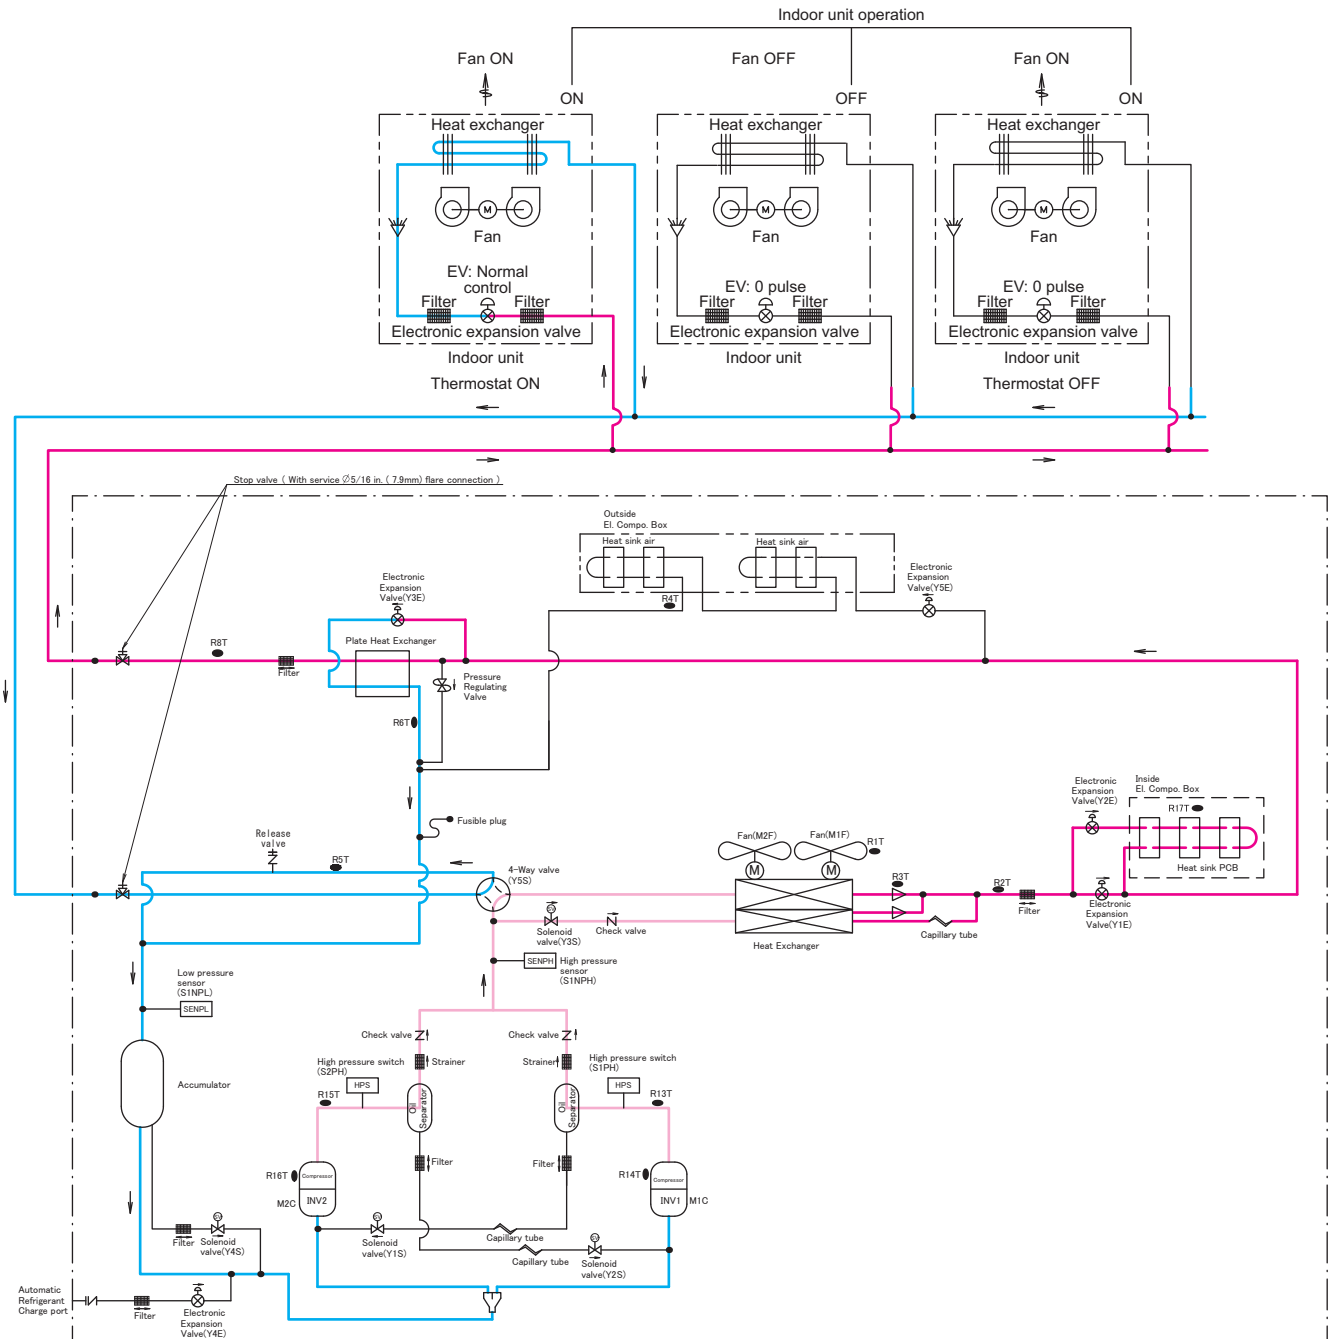 Indoor unit operation
Fan ON
Fan OFF
Fan ON
ON
OFF
ON
Heat exchanger
Heat exchanger
Heat exchanger
M
M
M
Fan
Fan
Fan
EV: Normal
control
EV: 0 pulse
EV: 0 pulse
Filter
Filter
Filter
Filter
Filter
Filter
Electronic expansion valve
Electronic expansion valve
Electronic expansion valve
Indoor unit
Indoor unit
Indoor unit
Thermostat ON
Thermostat OFF
Stop valve ( With service ∅5/16 in. ( 7.9mm) flare connection )
Outside
El. Compo. Box
Heat sink air
Heat sink air
R4T
Electronic
Expansion
Valve(Y5E)
Electronic
Expansion
Valve(Y3E)
Plate Heat Exchanger
R8T
Filter
Pressure
Regulating
Valve
R6T
Fusible plug
Release
valve
R5T
4-Way valve
(Y5S)
Fan(M2F)
Fan(M1F)
R1T
M
M
R3T
R2T
Filter
Electronic
Expansion
Valve(Y2E)
Inside
El. Compo. Box
R17T
Heat sink PCB
Electronic
Expansion
Valve(Y1E)
SV
Solenoid
valve(Y3S)
Check valve
Heat Exchanger
Capillary tube
SENPH
High pressure
sensor
(S1NPH)
Low pressure
sensor
(S1NPL)
SENPL
Accumulator
Check valve
Check valve
Strainer
Strainer
High pressure switch
(S2PH)
HPS
High pressure switch
(S1PH)
HPS
R15T
R13T
Oil
Separator
Oil
Separator
Filter
Filter
R16T
Compressor
INV2
M2C
R14T
Compressor
INV1
M1C
SV
Solenoid
valve(Y1S)
Capillary tube
Capillary tube
SV
Solenoid
valve(Y2S)
Filter
SV
Solenoid
valve(Y4S)
Automatic
Refrigerant
Charge port
Filter
Electronic
Expansion
Valve(Y4E)